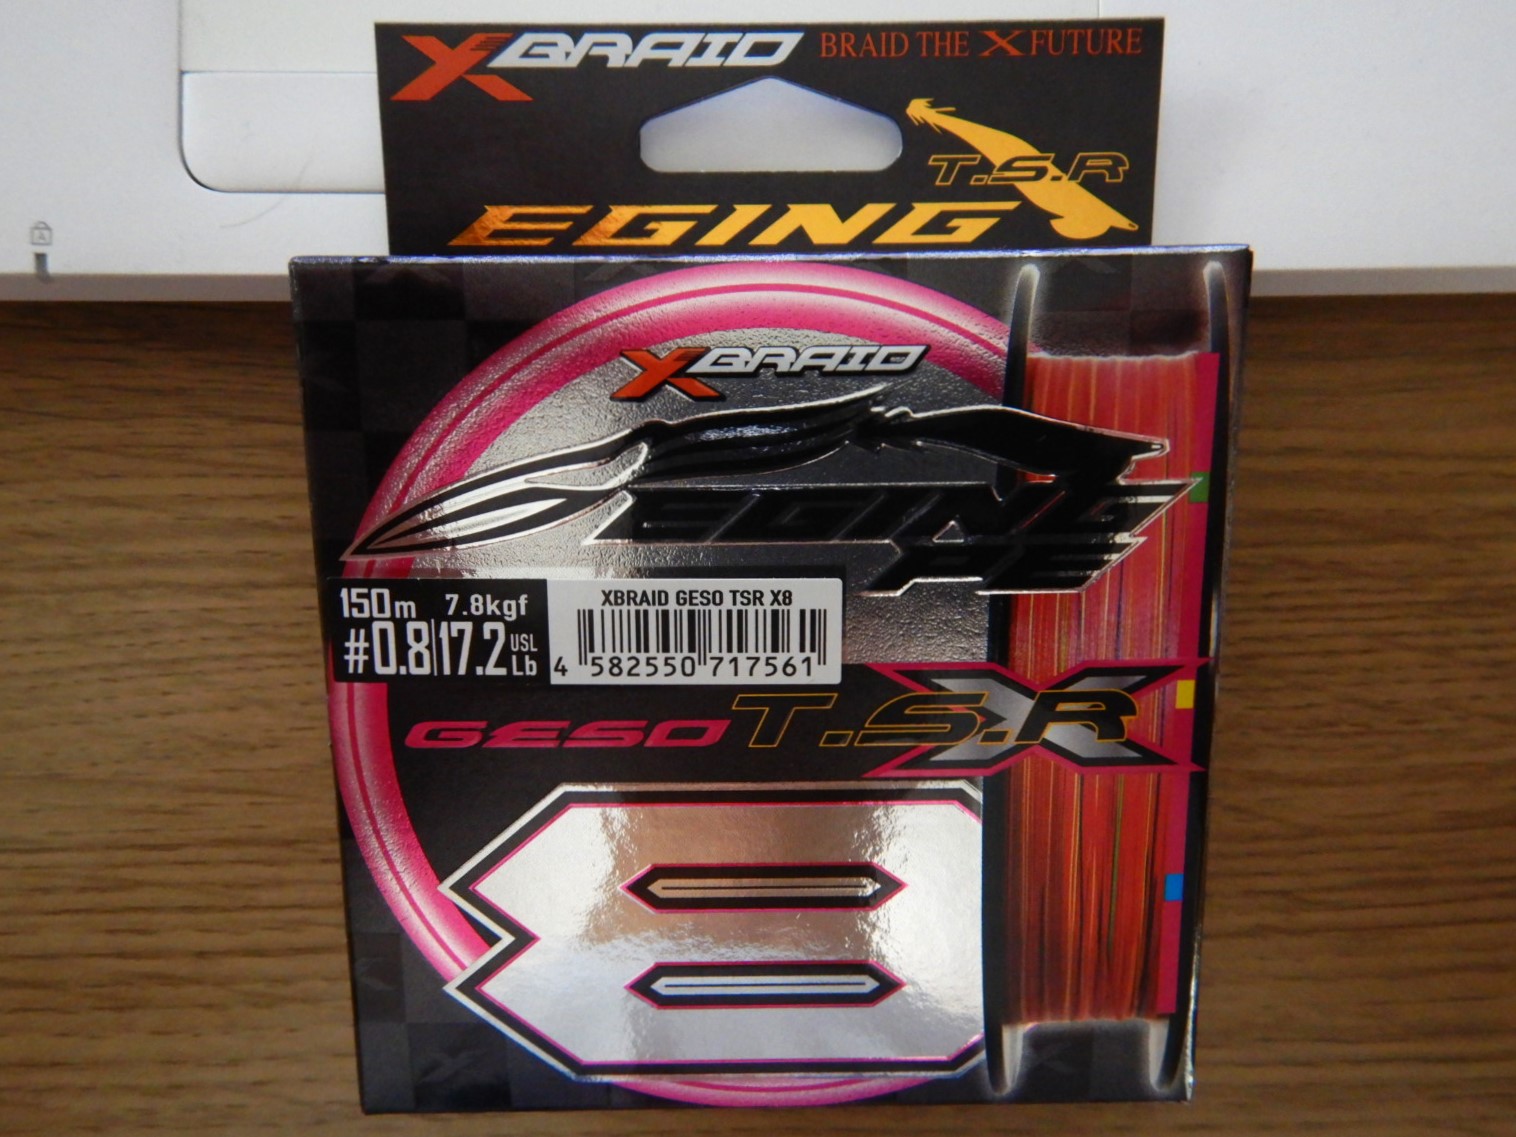 XBRAID BRAID THE X FUTURE
T.S.R
EGING
XBRAID
EGING
PE
150m 7.8kgf
#0.8 17.2 USL Lb
XBRAID GESO TSR X8
4 582550 717561
GESO T.S.R X
8